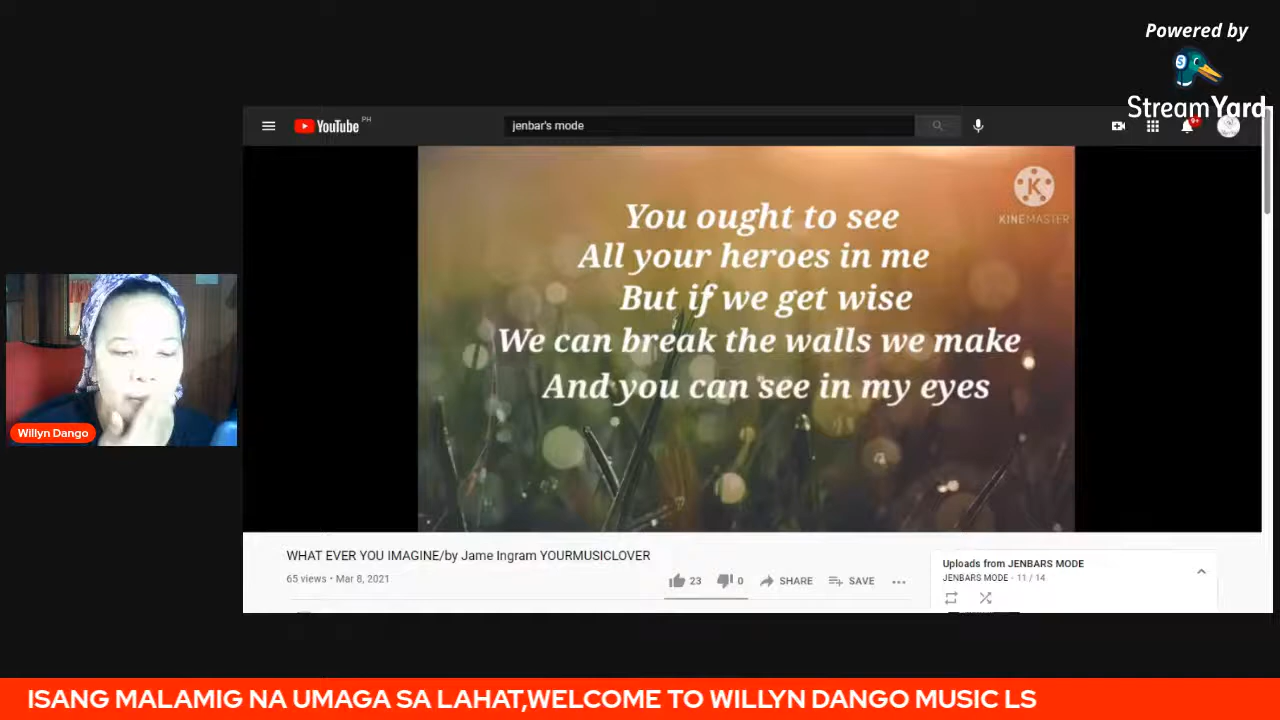 Powered by
S
StreamYard
YouTube PH
jenbar's mode
9+
K
KINEMASTER
You ought to see
All your heroes in me
But if we get wise
We can break the walls we make
And you can see in my eyes
Willyn Dango
WHAT EVER YOU IMAGINE/by Jame Ingram YOURMUSICLOVER
65 views • Mar 8, 2021
23
0
SHARE
SAVE
Uploads from JENBARS MODE
JENBARS MODE - 11 / 14
ISANG MALAMIG NA UMAGA SA LAHAT,WELCOME TO WILLYN DANGO MUSIC LS